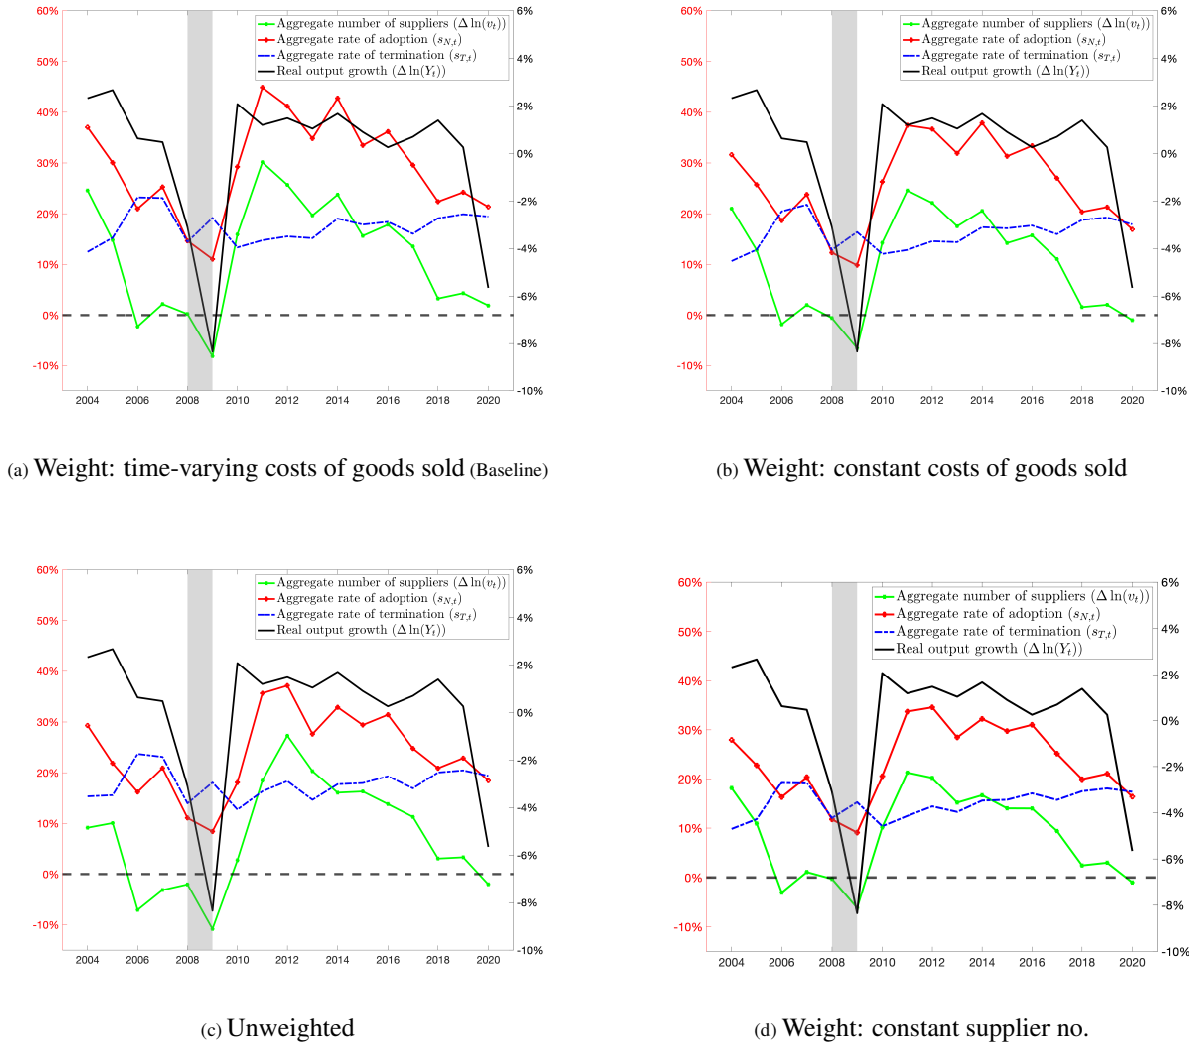 Aggregate number of suppliers (Δ ln(v_t))
Aggregate rate of adoption (s_{N,t})
Aggregate rate of termination (s_{T,t})
Real output growth (Δ ln(Y_t))
60%
50%
40%
30%
20%
10%
0%
-10%
6%
4%
2%
0%
-2%
-4%
-6%
-8%
-10%
2004 2006 2008 2010 2012 2014 2016 2018 2020
(a) Weight: time-varying costs of goods sold (Baseline)
Aggregate number of suppliers (Δ ln(v_t))
Aggregate rate of adoption (s_{N,t})
Aggregate rate of termination (s_{T,t})
Real output growth (Δ ln(Y_t))
60%
50%
40%
30%
20%
10%
0%
-10%
6%
4%
2%
0%
-2%
-4%
-6%
-8%
-10%
2004 2006 2008 2010 2012 2014 2016 2018 2020
(b) Weight: constant costs of goods sold
Aggregate number of suppliers (Δ ln(v_t))
Aggregate rate of adoption (s_{N,t})
Aggregate rate of termination (s_{T,t})
Real output growth (Δ ln(Y_t))
60%
50%
40%
30%
20%
10%
0%
-10%
6%
4%
2%
0%
-2%
-4%
-6%
-8%
-10%
2004 2006 2008 2010 2012 2014 2016 2018 2020
(c) Unweighted
Aggregate number of suppliers (Δ ln(v_t))
Aggregate rate of adoption (s_{N,t})
Aggregate rate of termination (s_{T,t})
Real output growth (Δ ln(Y_t))
60%
50%
40%
30%
20%
10%
0%
-10%
6%
4%
2%
0%
-2%
-4%
-6%
-8%
-10%
2004 2006 2008 2010 2012 2014 2016 2018 2020
(d) Weight: constant supplier no.